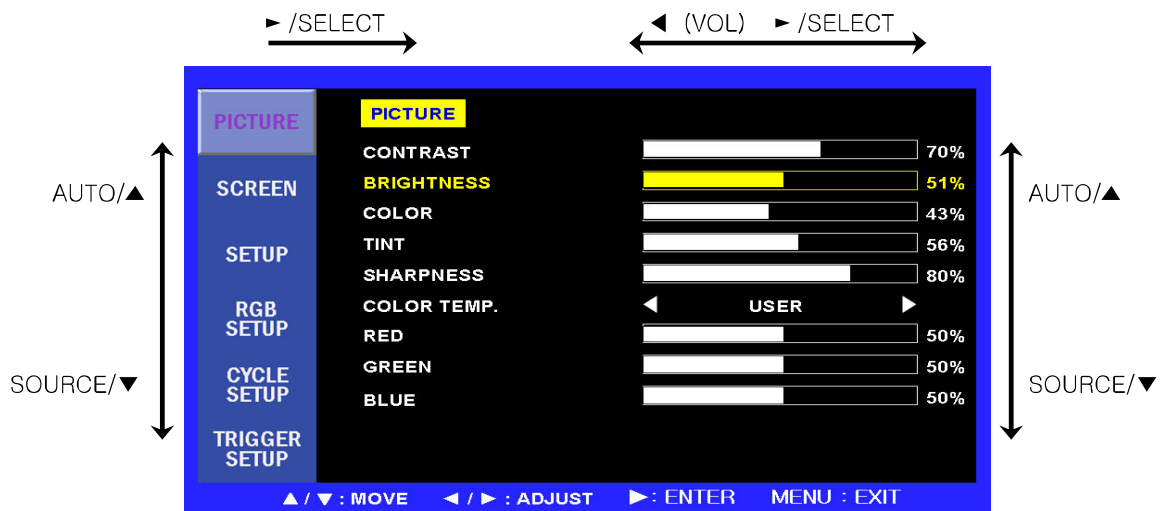 ► /SELECT
◄ (VOL) ► /SELECT
AUTO/▲
SOURCE/▼
PICTURE
SCREEN
SETUP
RGB
SETUP
CYCLE
SETUP
TRIGGER
SETUP
PICTURE
CONTRAST 70%
BRIGHTNESS 51%
COLOR 43%
TINT 56%
SHARPNESS 80%
COLOR TEMP. ◄ USER ►
RED 50%
GREEN 50%
BLUE 50%
▲ / ▼ : MOVE ◄ / ► : ADJUST ► : ENTER MENU : EXIT
AUTO/▲
SOURCE/▼